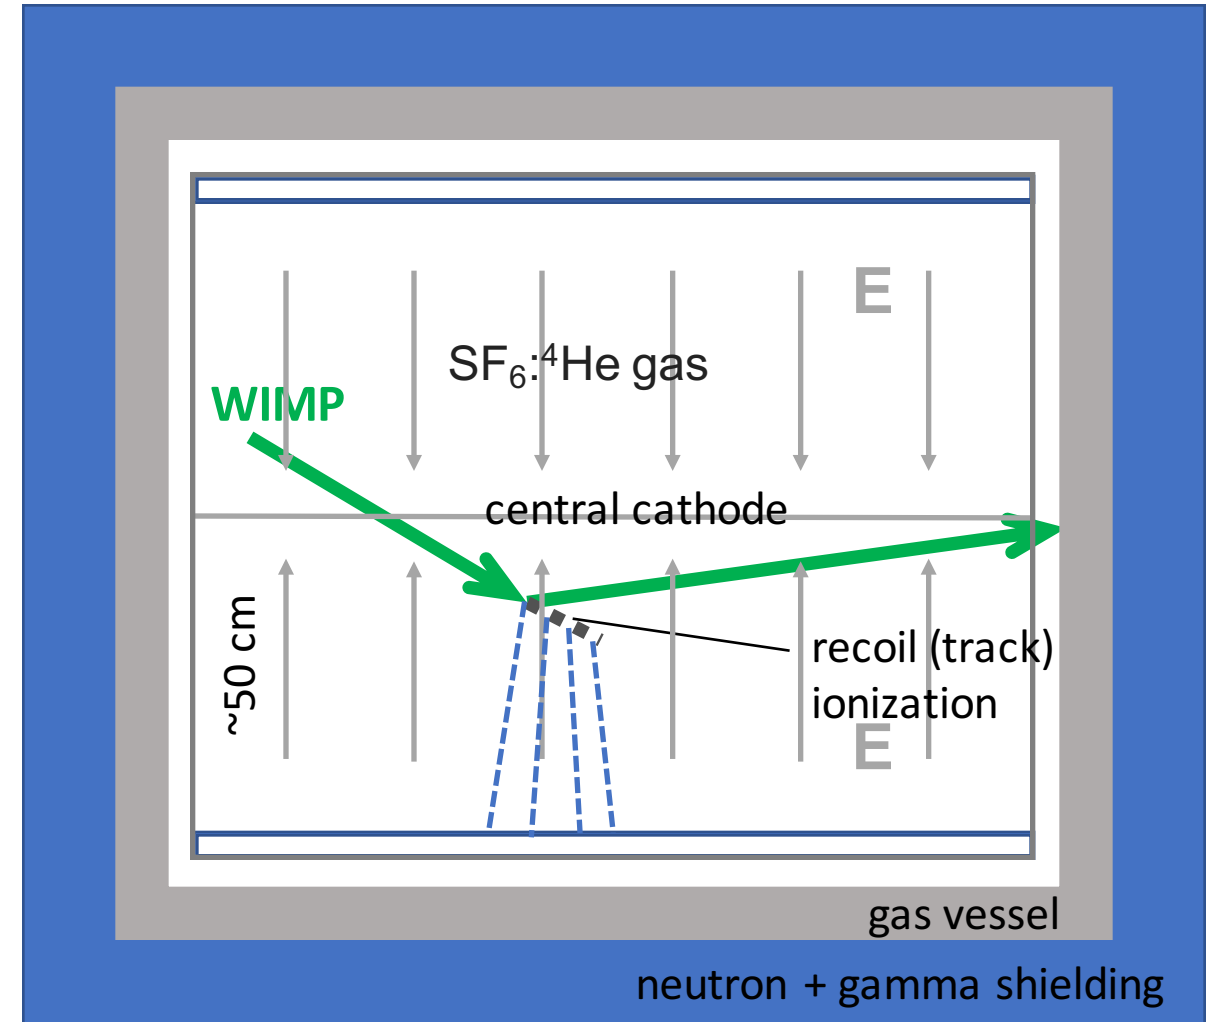 E
SF₆:⁴He gas
WIMP
central cathode
~50 cm
recoil (track)
ionization
E
gas vessel
neutron + gamma shielding